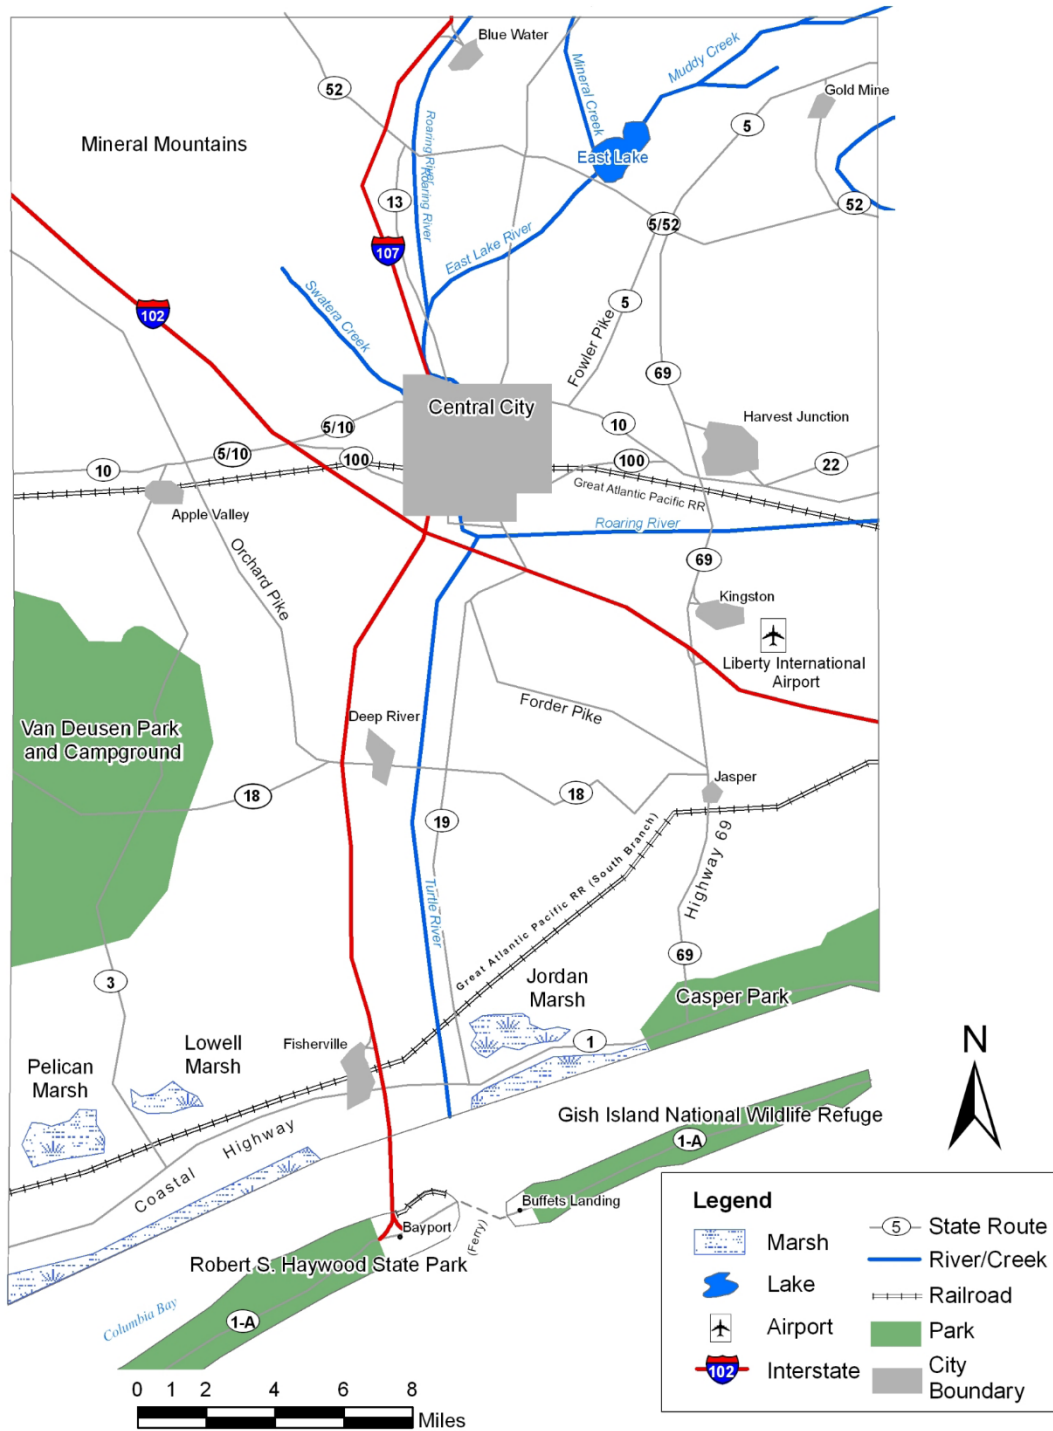 Blue Water
Muddy Creek
Mineral Creek
52
Gold Mine
5
Mineral Mountains
Roaring River
Roaring River
East Lake
13
52
5/52
107
East Lake River
Swatera Creek
5
102
Fowler Pike
69
Central City
Harvest Junction
5/10
10
5/10
10
100
100
22
Great Atlantic Pacific RR
Apple Valley
Roaring River
Orchard Pike
69
Kingston
Liberty International
Airport
Forder Pike
Deep River
Van Deusen Park
and Campground
Jasper
18
18
19
Highway 69
Great Atlantic Pacific RR (South Branch)
Turtle River
69
3
Jordan
Marsh
Casper Park
Lowell
Marsh
Fisherville
1
Pelican
Marsh
Gish Island National Wildlife Refuge
1-A
Coastal Highway
Buffets Landing
Bayport
(Ferry)
Robert S. Haywood State Park
Columbia Bay
1-A
N
0 1 2 4 6 8
Miles
Legend
Marsh
Lake
Airport
102
Interstate
5
State Route
River/Creek
Railroad
Park
City
Boundary